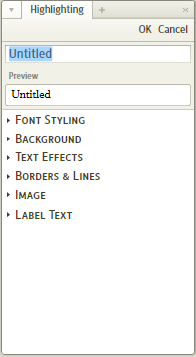 Highlighting
OK Cancel
Untitled
Preview
Untitled
Font Styling
Background
Text Effects
Borders & Lines
Image
Label Text